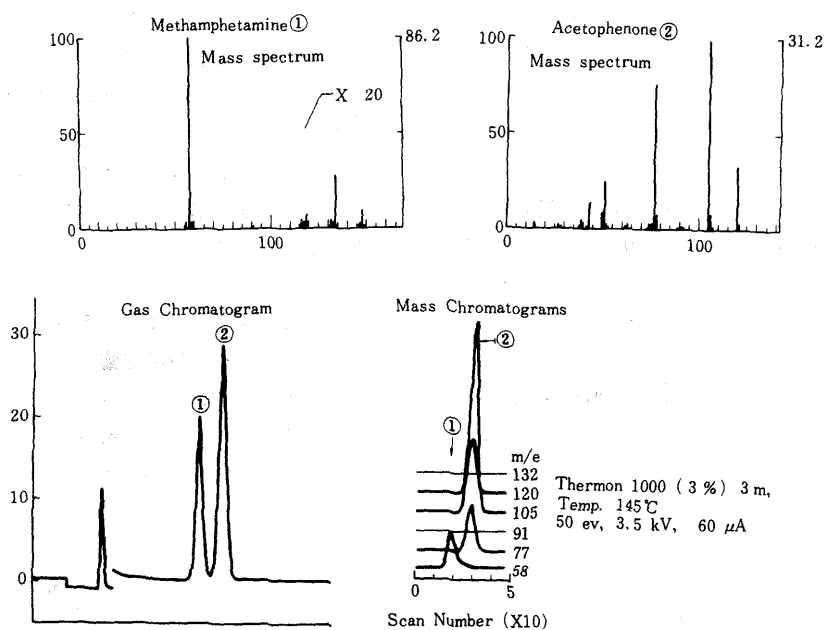 Methamphetamine①
Mass spectrum
86.2
X 20
100
50
0
0
100
Acetophenone②
Mass spectrum
31.2
100
50
0
0
100
Gas Chromatogram
30
20
10
0
①
②
Mass Chromatograms
②
①
m/e
132
120
105
91
77
58
0
5
Scan Number (X10)
Thermon 1000 (3%) 3m,
Temp. 145℃
50 ev, 3.5 kV, 60 μA